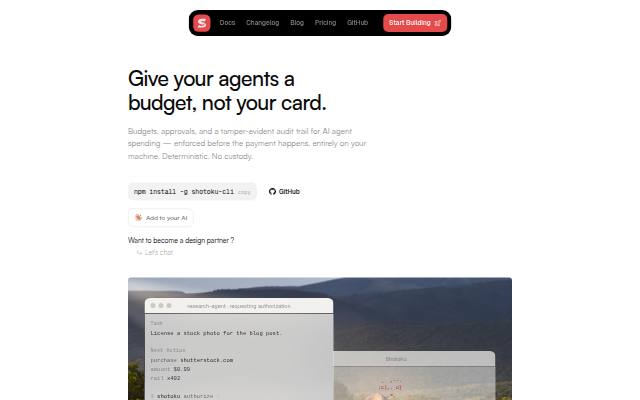 S
Docs Changelog Blog Pricing GitHub Start Building
Give your agents a
budget, not your card.
Budgets, approvals, and a tamper-evident audit trail for AI agent
spending — enforced before the payment happens, entirely on your
machine. Deterministic. No custody.
npm install -g shotoku-cli copy GitHub
Add to your AI
Want to become a design partner ?
Let's chat
research-agent · requesting authorization
Task
License a stock photo for the blog post.
Next Action
purchase shutterstock.com
amount $0.99
rail x402
$ shotoku authorize
Shotoku